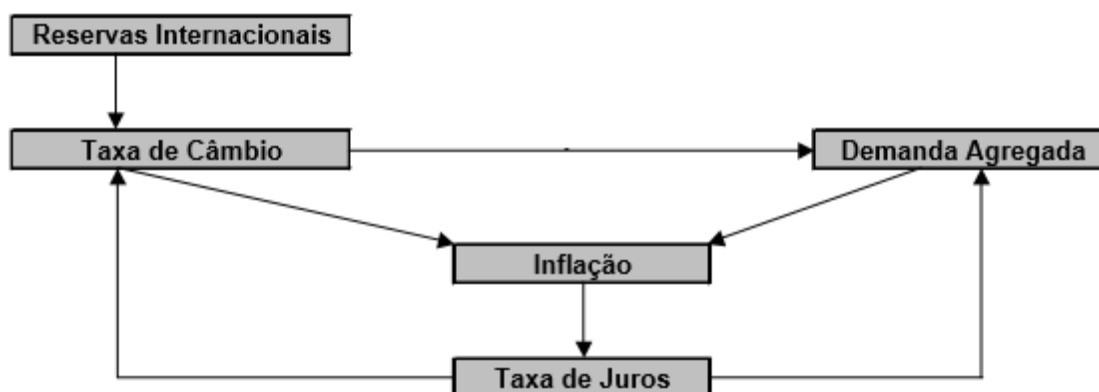 Reservas Internacionais
Taxa de Câmbio
Demanda Agregada
Inflação
Taxa de Juros